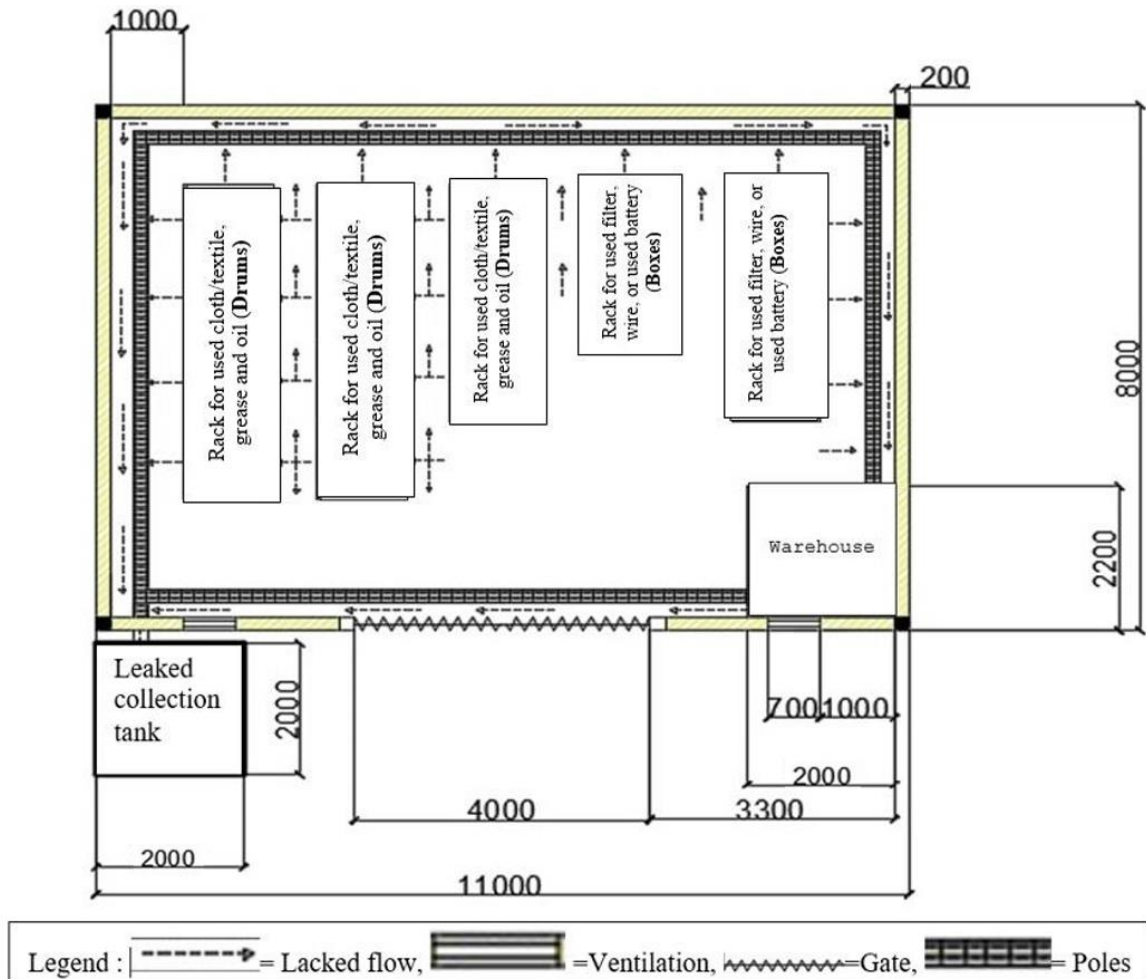 1000
200
Rack for used cloth/textile,
grease and oil (Drums)
Rack for used cloth/textile,
grease and oil (Drums)
Rack for used cloth/textile,
grease and oil (Drums)
Rack for used filter,
wire, or used battery
(Boxes)
Rack for used filter, wire, or
used battery (Boxes)
8000
Warehouse
2200
Leaked
collection
tank
2000
700
1000
2000
4000
3300
2000
11000
Legend : = Lacked flow, =Ventilation, =Gate, = Poles